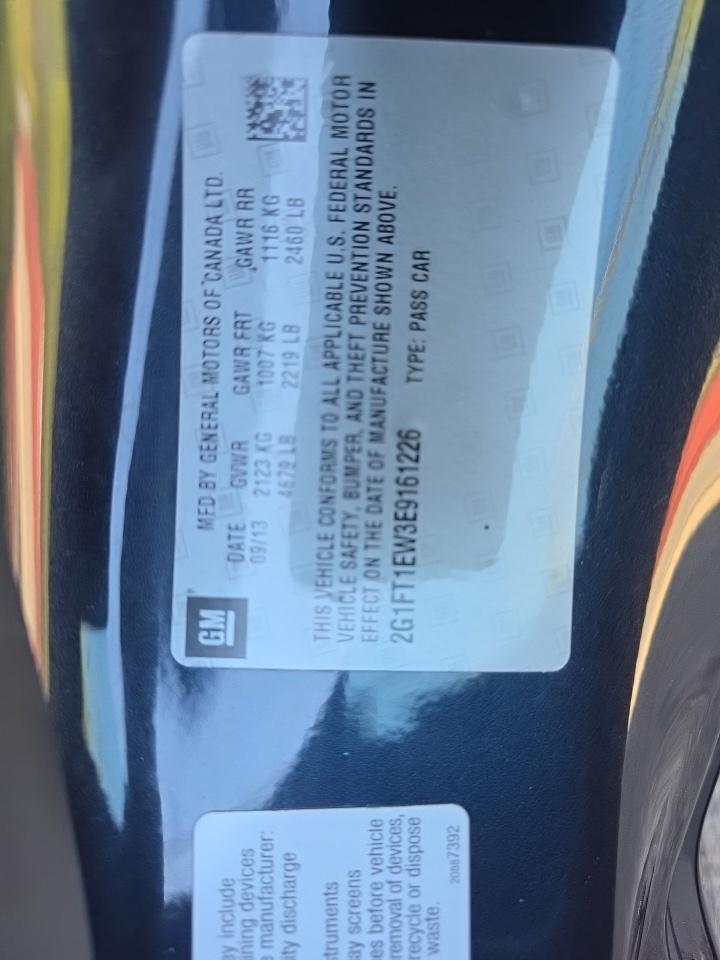 GM
MFD BY GENERAL MOTORS OF CANADA LTD.
DATE GVWR GAWR FRT GAWR RR
09/13 2123 KG 1007 KG 1116 KG
4679 LB 2219 LB 2460 LB
THIS VEHICLE CONFORMS TO ALL APPLICABLE U.S. FEDERAL MOTOR
VEHICLE SAFETY, BUMPER, AND THEFT PREVENTION STANDARDS IN
EFFECT ON THE DATE OF MANUFACTURE SHOWN ABOVE.
2G1FT1EW3E9161226 TYPE: PASS CAR
ay include
ining devices
manufacturer:
ity discharge
struments
ay screens
es before vehicle
removal of devices,
recycle or dispose
waste.
20887392